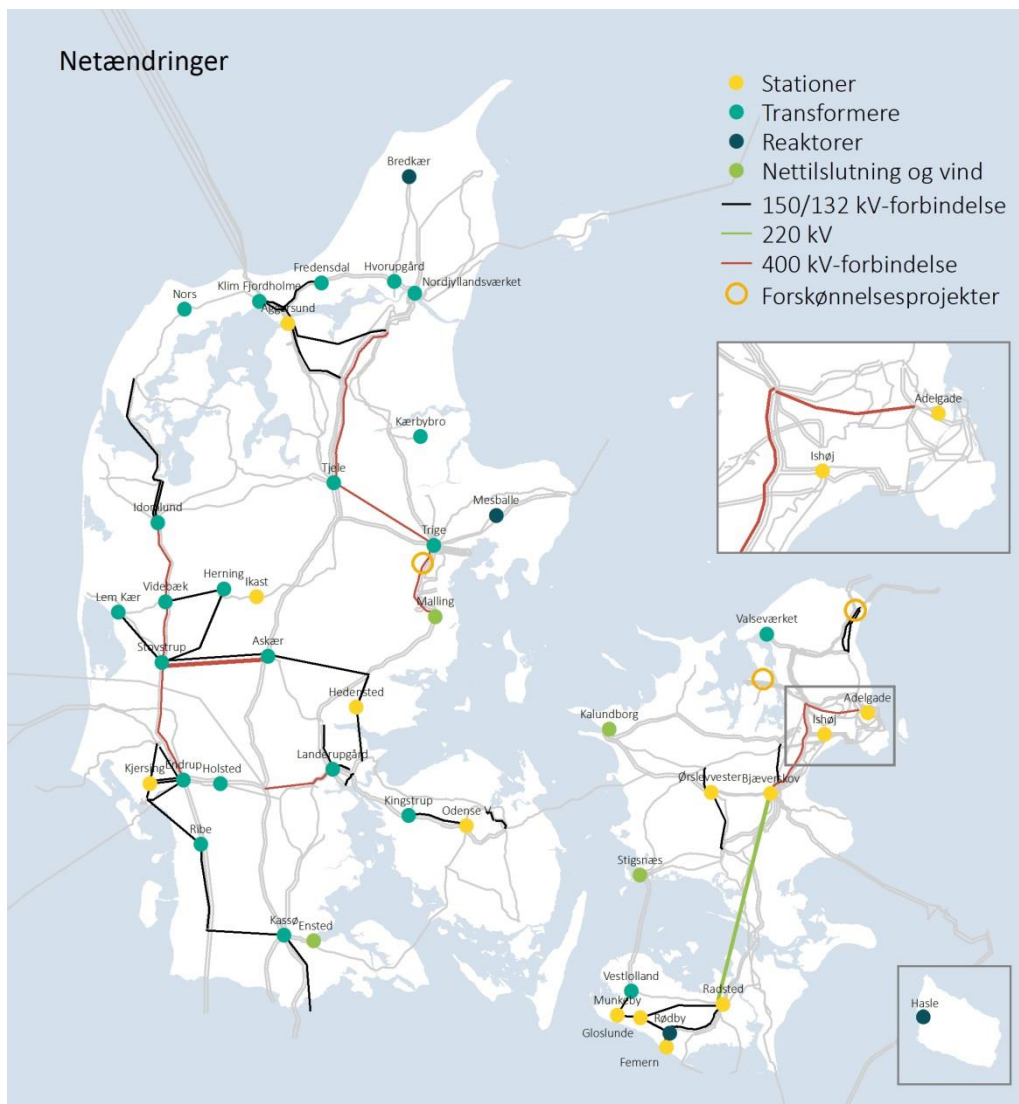 Netændringer
Stationer
Transformere
Reaktorer
Nettilslutning og vind
150/132 kV-forbindelse
220 kV
400 kV-forbindelse
Forskønnelsesprojekter
Bredkær
Fredensdal
Hvorupgård
Klim Fjordholme
Nordjyllandsværket
Nors
Aggersund
Kærbybro
Tjele
Mesballe
Idomlund
Trige
Videbæk
Herning
Ikast
Lem Kær
Malling
Stovstrup
Askær
Hedensted
Landerupgård
Kjersing
Endrup
Holsted
Kingstrup
Odense V
Ribe
Kassø
Ensted
Adelgade
Ishøj
Valseværket
Kalundborg
Adelgade
Ishøj
Ørslevvester
Bjæverskov
Stigsnæs
Vestlolland
Radsted
Munkeby
Rødby
Gloslunde
Femern
Hasle